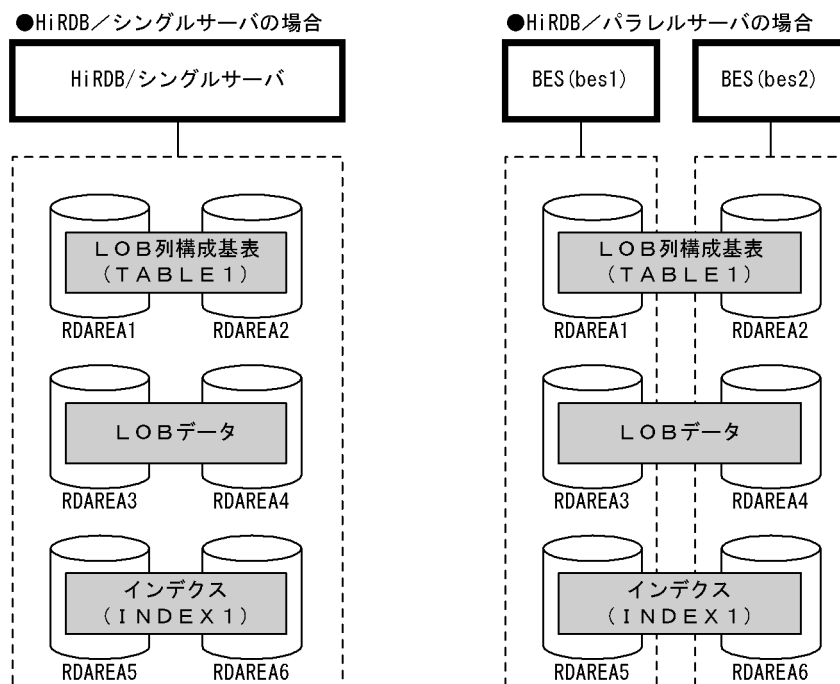 ●HiRDB／シングルサーバの場合
HiRDB/シングルサーバ
LOB列構成基表
(TABLE1)
RDAREA1
RDAREA2
LOBデータ
RDAREA3
RDAREA4
インデクス
(INDEX1)
RDAREA5
RDAREA6
●HiRDB／パラレルサーバの場合
BES(bes1)
BES(bes2)
LOB列構成基表
(TABLE1)
RDAREA1
RDAREA2
LOBデータ
RDAREA3
RDAREA4
インデクス
(INDEX1)
RDAREA5
RDAREA6